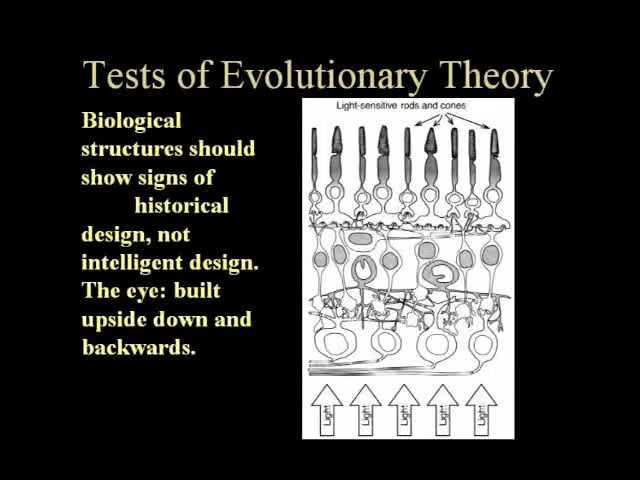 Tests of Evolutionary Theory
Biological
structures should
show signs of
historical
design, not
intelligent design.
The eye: built
upside down and
backwards.
Light-sensitive rods and cones
Light
Light
Light
Light
Light